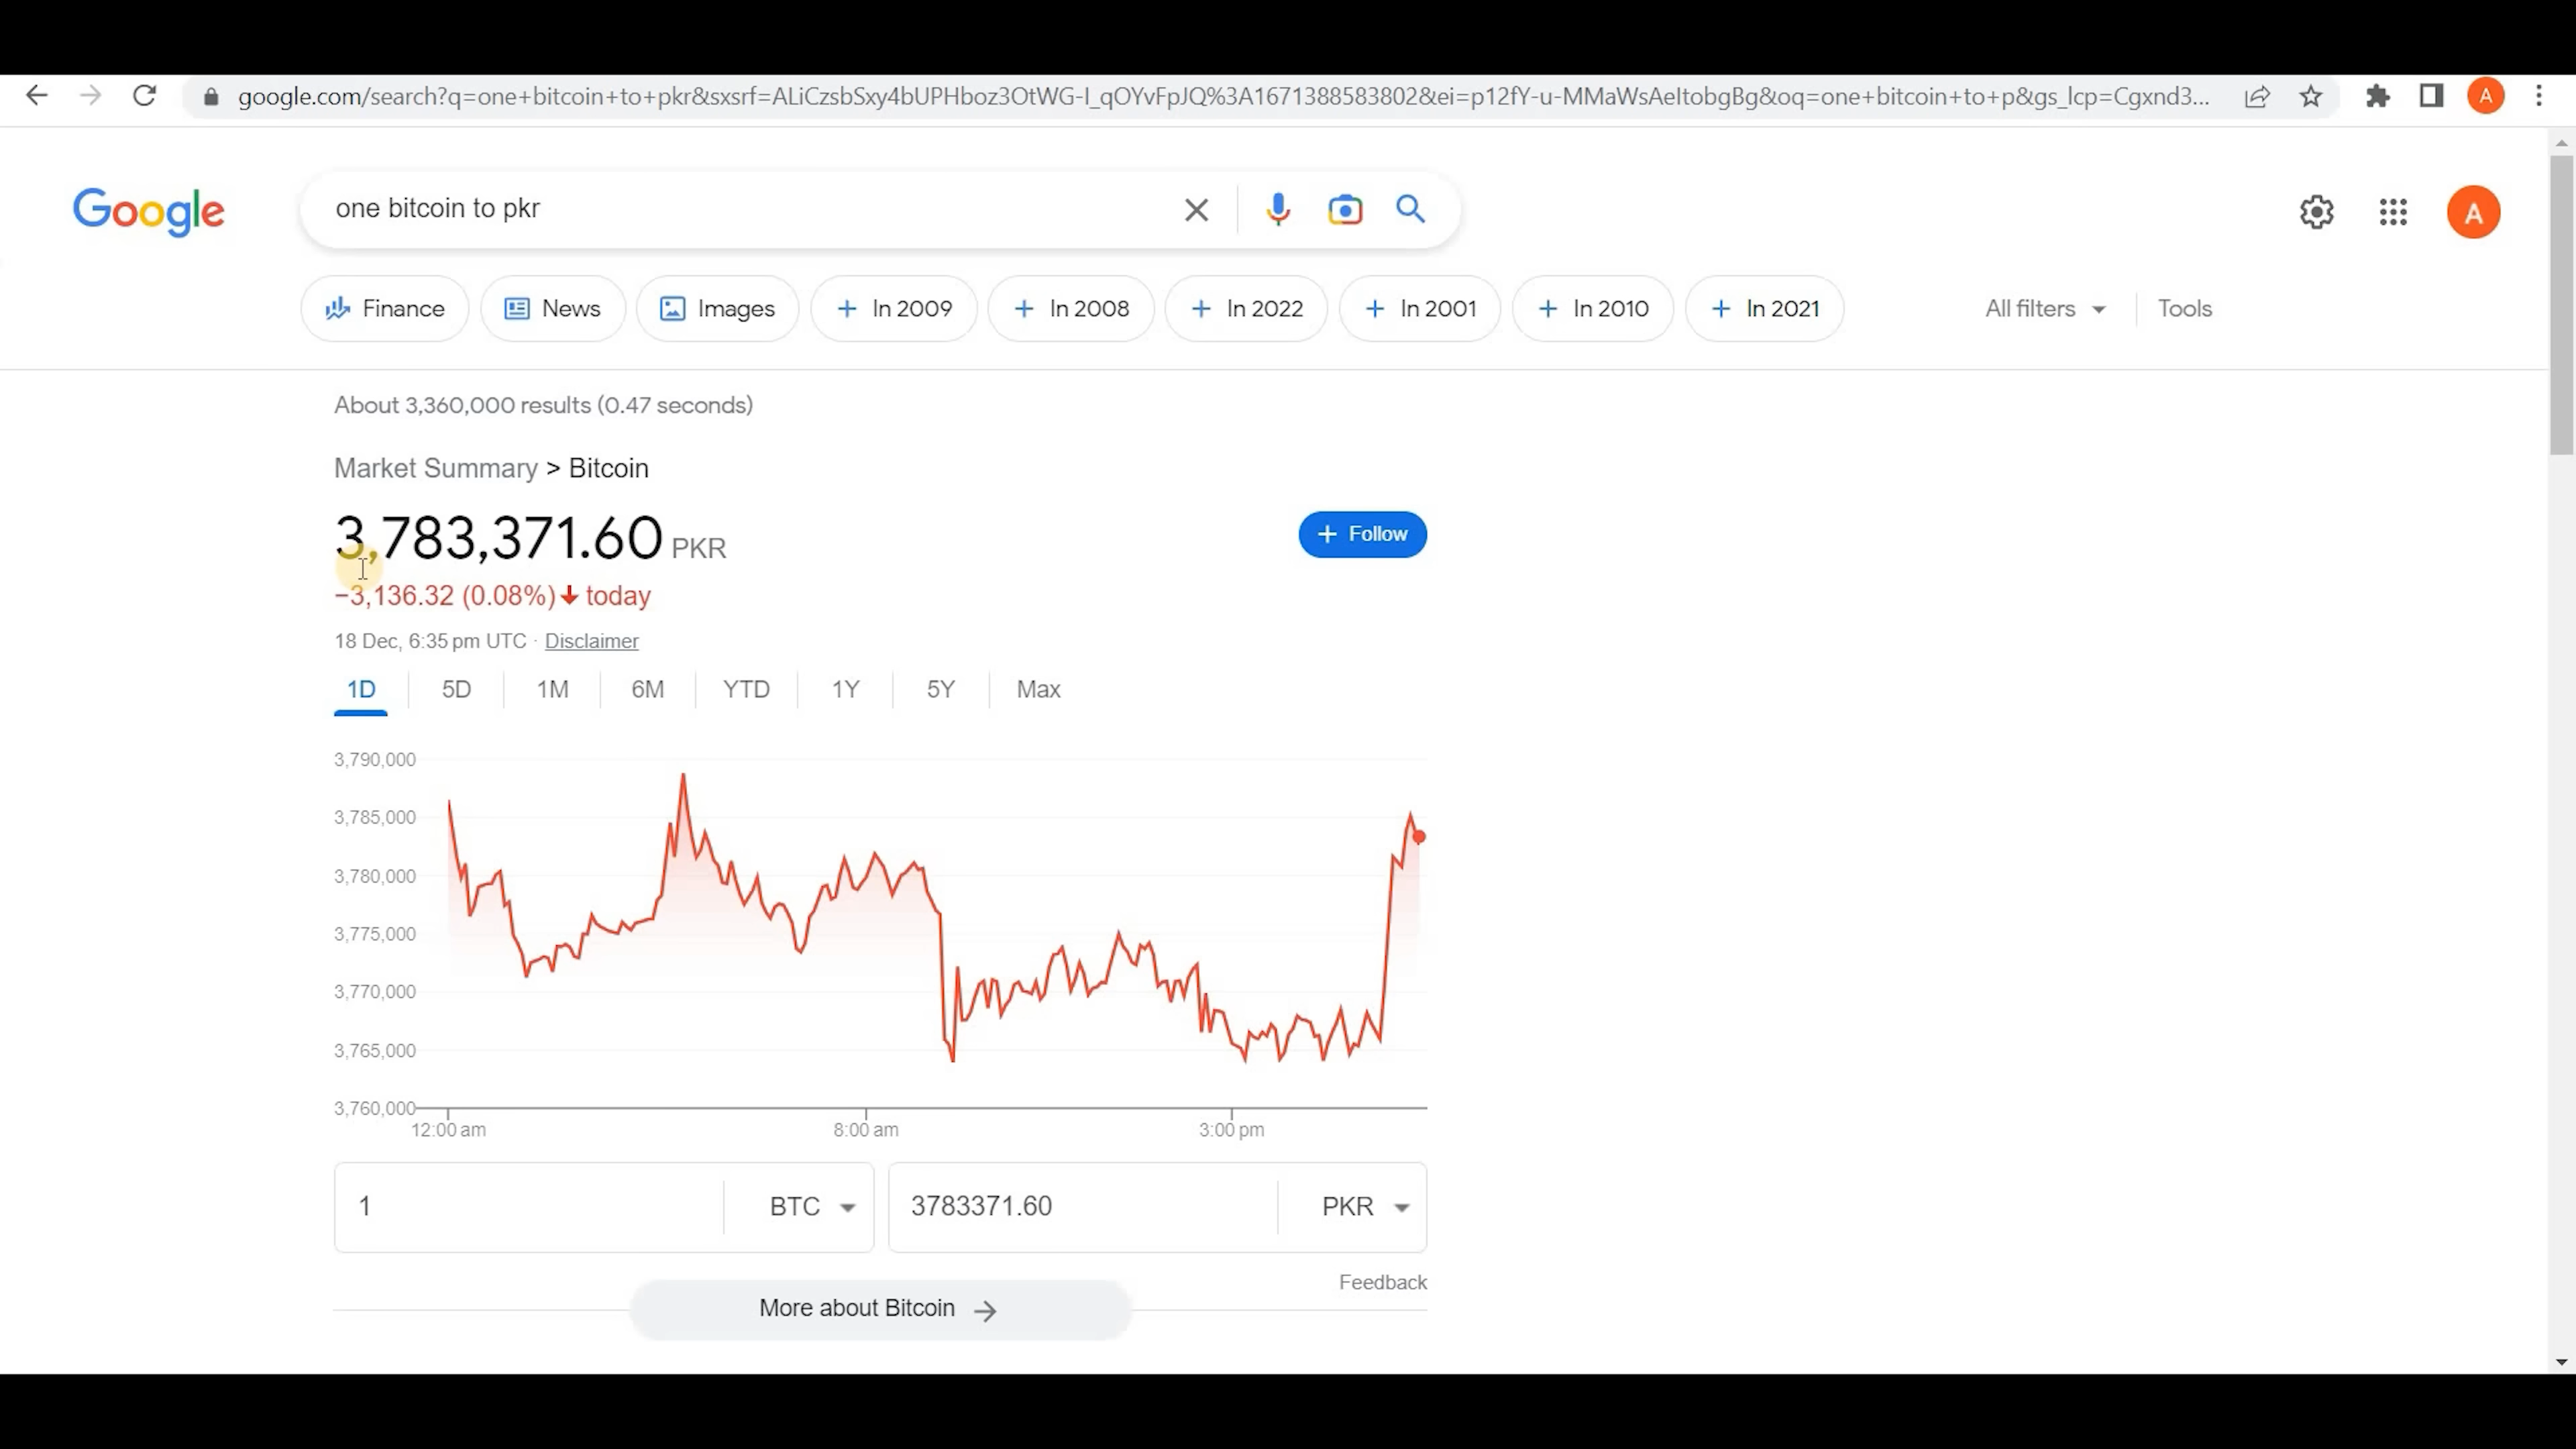 google.com/search?q=one+bitcoin+to+pkr&sxsrf=ALiCzsbSxy4bUPHboz3OtWG-I_qOYvFpJQ%3A1671388583802&ei=p12fY-u-MMaWsAeItobgBg&oq=one+bitcoin+to+p&gs_lcp=Cgxnd3...
A
Google
one bitcoin to pkr
A
Finance
News
Images
+ In 2009
+ In 2008
+ In 2022
+ In 2001
+ In 2010
+ In 2021
All filters
Tools
About 3,360,000 results (0.47 seconds)
Market Summary > Bitcoin
3,783,371.60 PKR
+ Follow
−3,136.32 (0.08%) ↓ today
18 Dec, 6:35 pm UTC · Disclaimer
1D 5D 1M 6M YTD 1Y 5Y Max
3,790,000
3,785,000
3,780,000
3,775,000
3,770,000
3,765,000
3,760,000
12:00 am 8:00 am 3:00 pm
1 BTC 3783371.60 PKR
Feedback
More about Bitcoin →